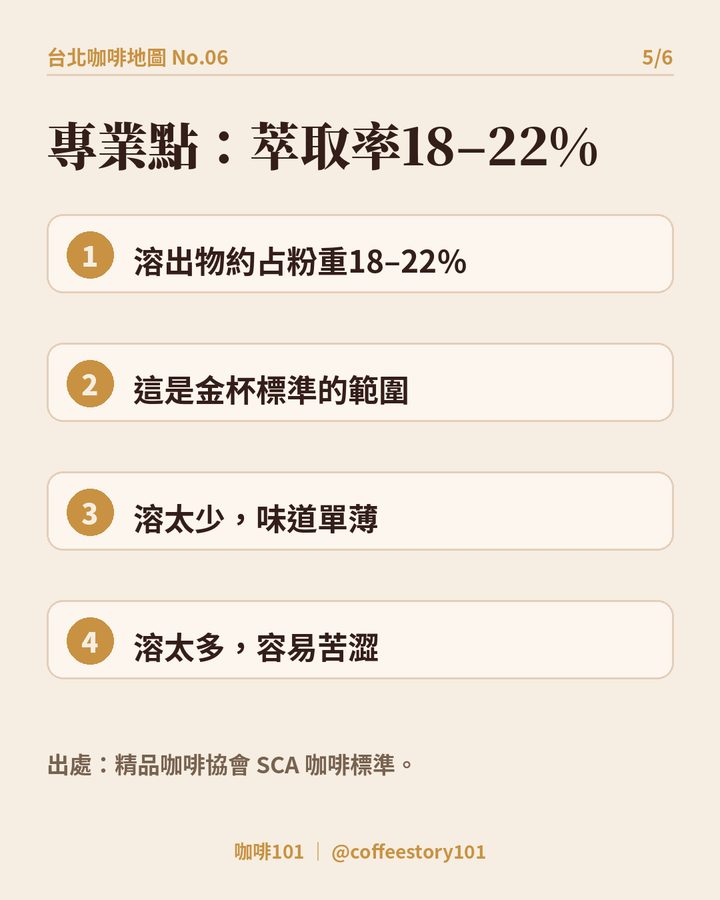 台北咖啡地圖 No.06
5/6
專業點：萃取率18–22%
1 溶出物約占粉重18–22%
2 這是金杯標準的範圍
3 溶太少，味道單薄
4 溶太多，容易苦澀
出處：精品咖啡協會 SCA 咖啡標準。
咖啡101｜@coffeestory101